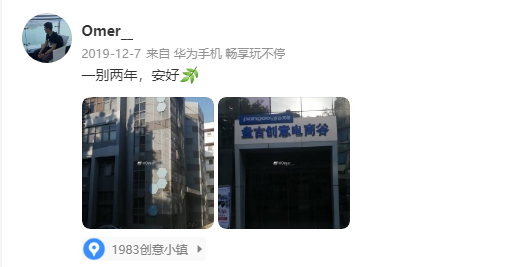 Omer__
2019-12-7 来自 华为手机 畅享玩不停
一别两年，安好
盘古创意电商谷
1983创意小镇